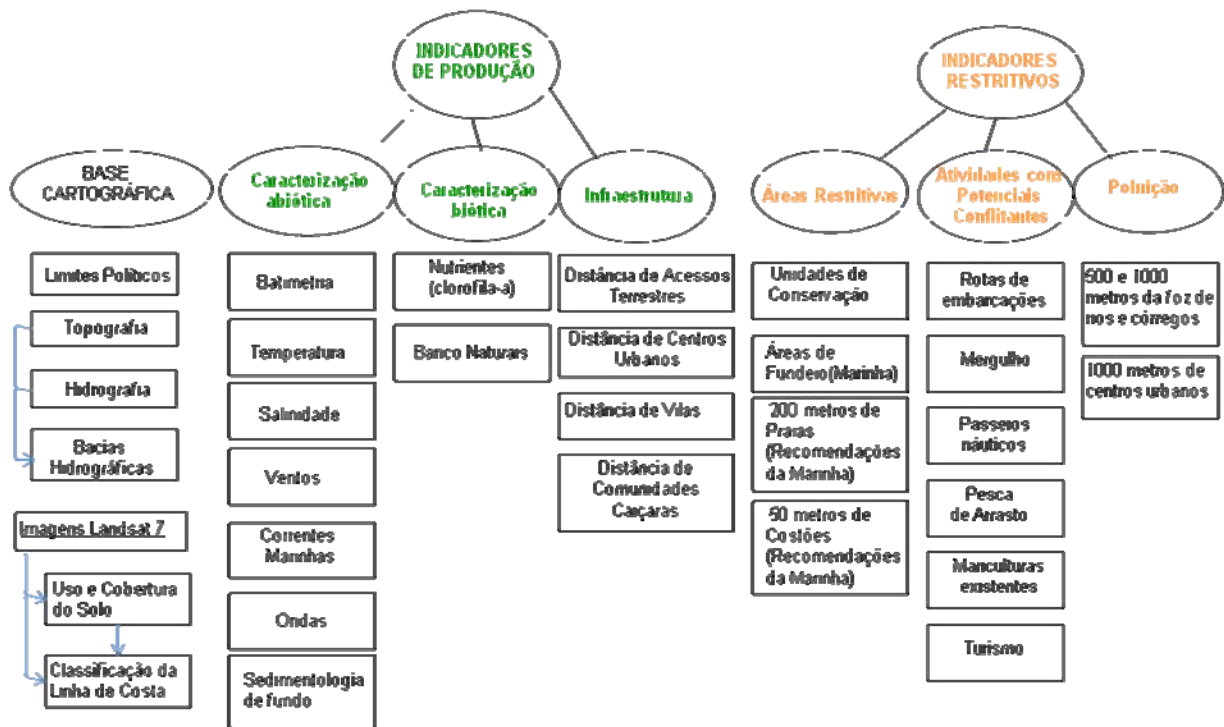 INDICADORES
DE PRODUÇÃO
INDICADORES
RESTRITIVOS
BASE
CARTOGRÁFICA
Caracterização
abiótica
Caracterização
biótica
Infraestrutura
Áreas Restritivas
Atividades com
Potenciais
Conflitantes
Poluição
Limites Políticos
Topografia
Hidrografia
Bacias
Hidrográficas
Imagens Landsat 7
Uso e Cobertura
do Solo
Classificação da
Linha de Costa
Batimetria
Temperatura
Salinidade
Ventos
Correntes
Marinhas
Ondas
Sedimentologia
de fundo
Nutrientes
(clorofila-a)
Banco Naturais
Distância de Acessos
Terrestres
Distância de Centros
Urbanos
Distância de Vilas
Distância de
Comunidades
Caiçaras
Unidades de
Conservação
Áreas de
Fundeio(Marinha)
200 metros de
Praias
(Recomendações
da Marinha)
50 metros de
Costões
(Recomendações
da Marinha)
Rotas de
embarcações
Mergulho
Passeios
náuticos
Pesca
de Arrasto
Mariculturas
existentes
Turismo
500 e 1000
metros da foz de
rios e córregos
1000 metros de
centros urbanos